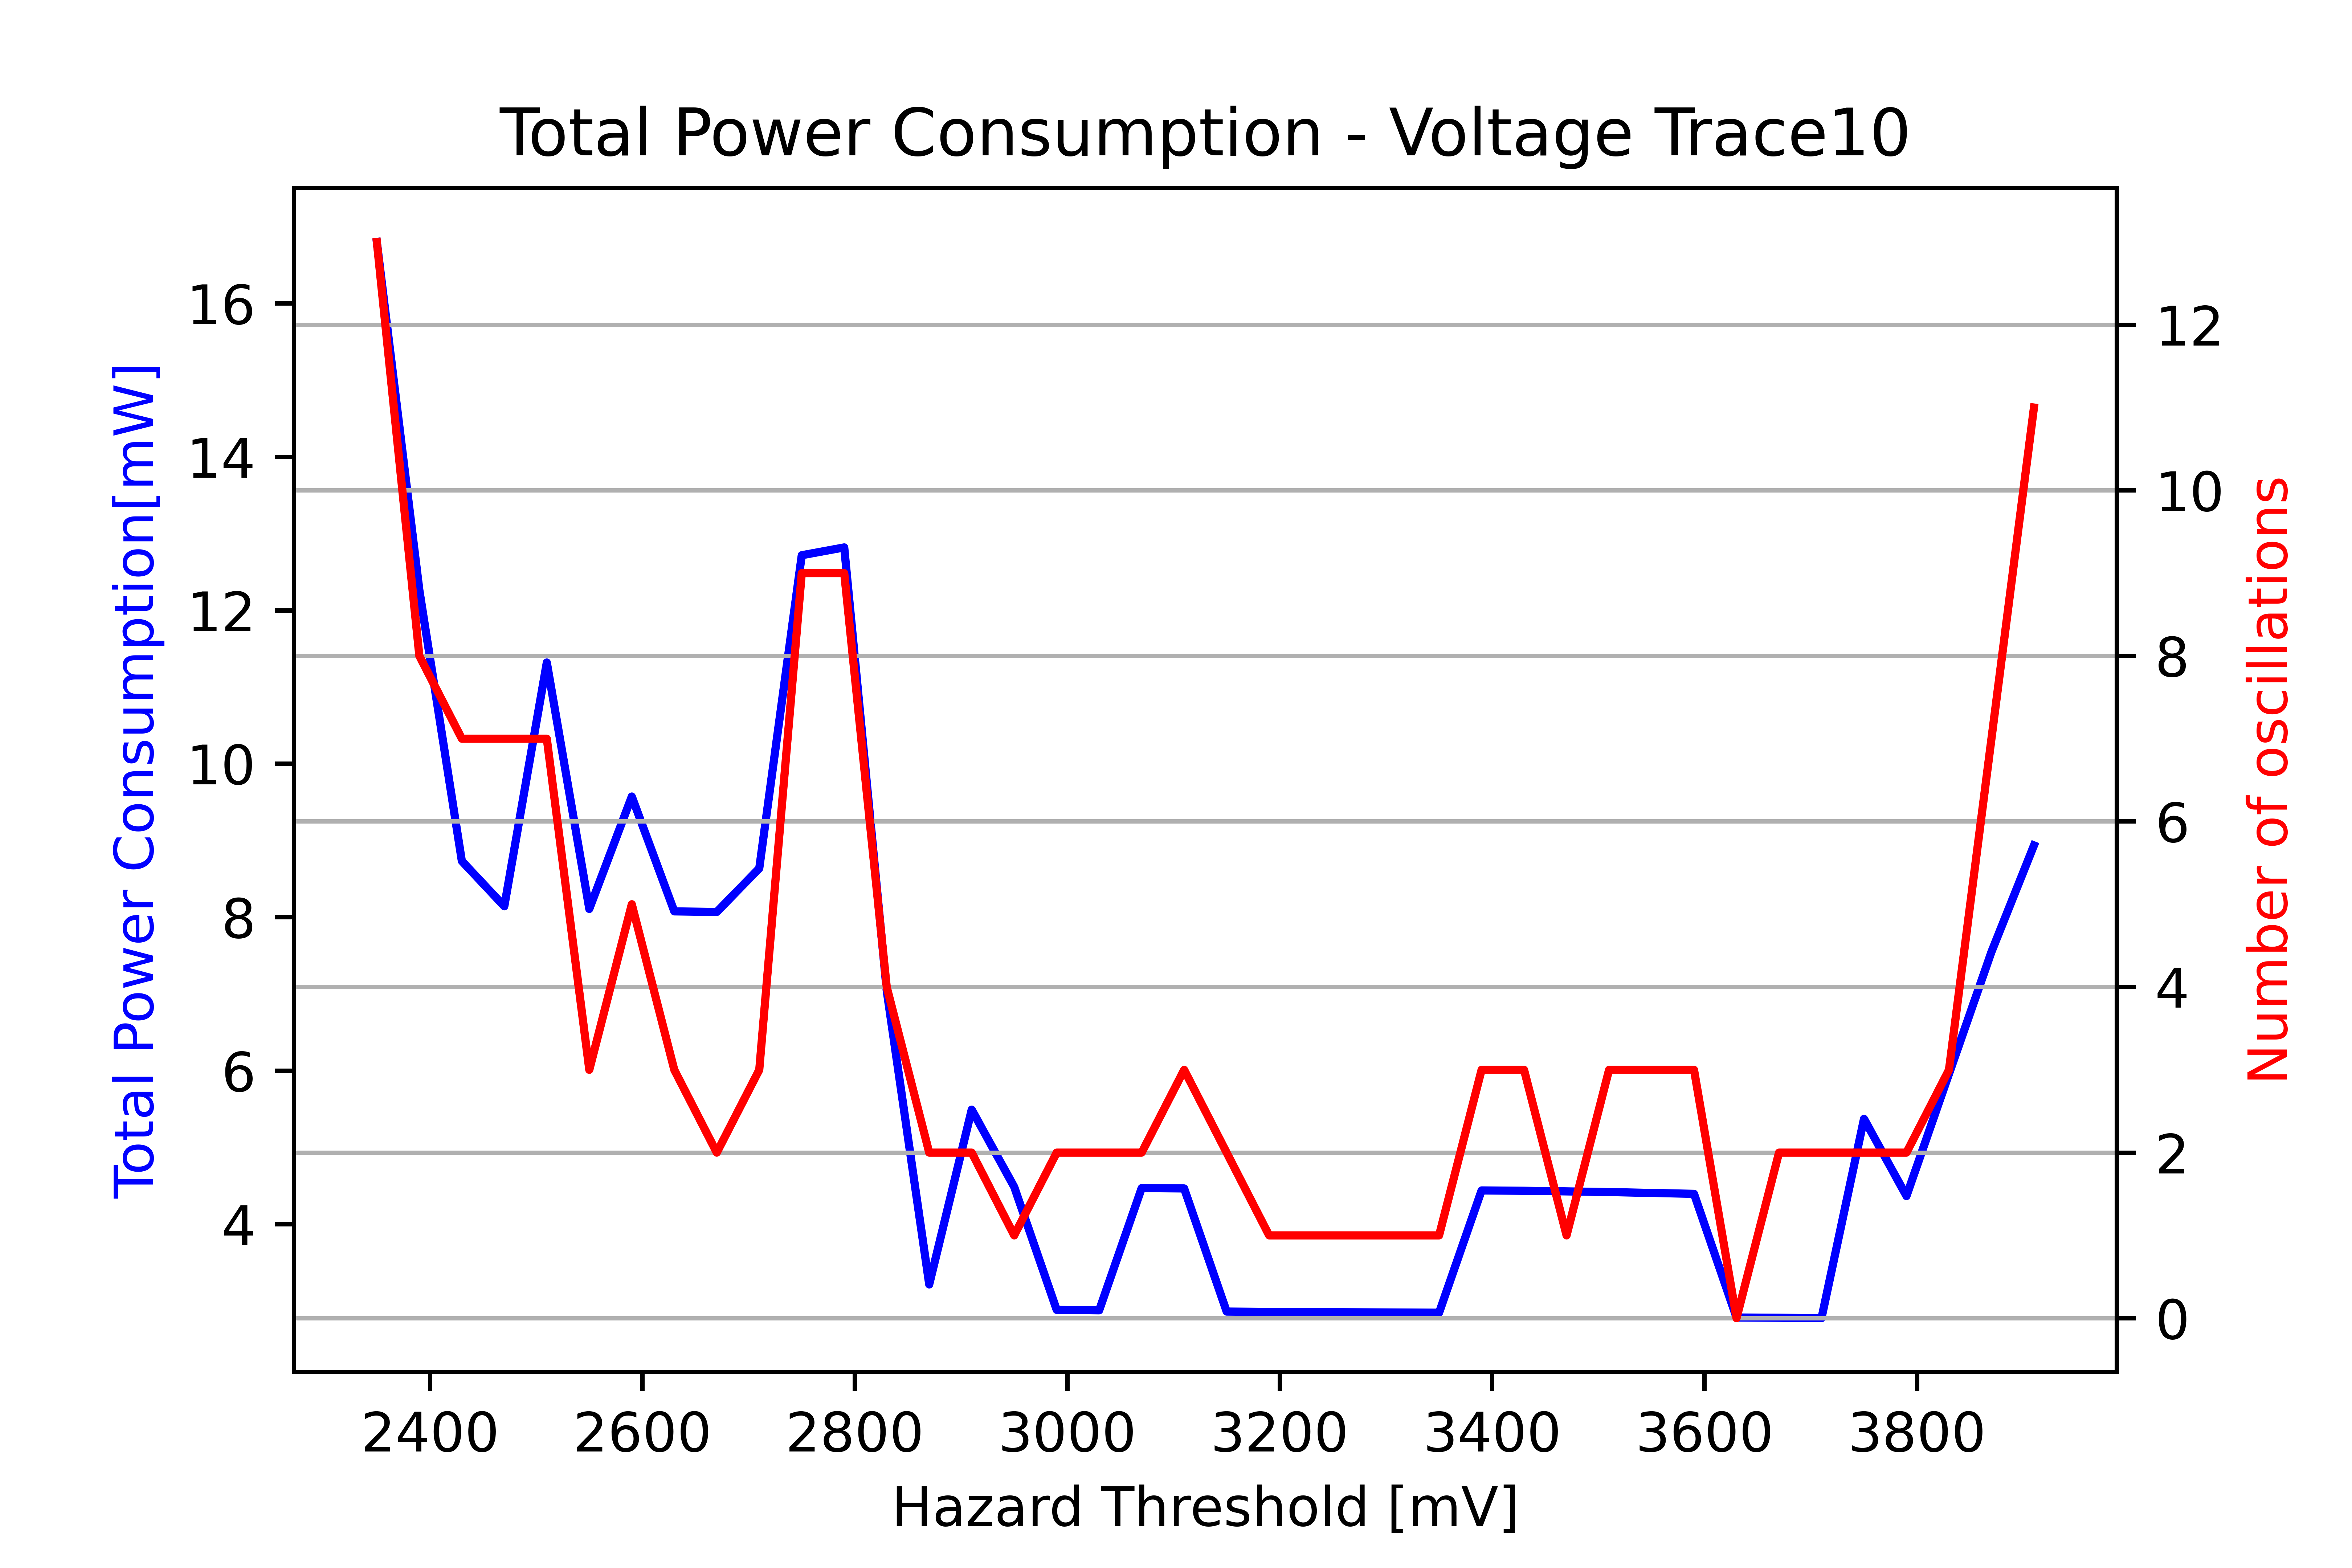 Total Power Consumption - Voltage Trace10
Total Power Consumption[mW]
16
14
12
10
8
6
4
12
10
8
6
4
2
0
Number of oscillations
2400 2600 2800 3000 3200 3400 3600 3800
Hazard Threshold [mV]